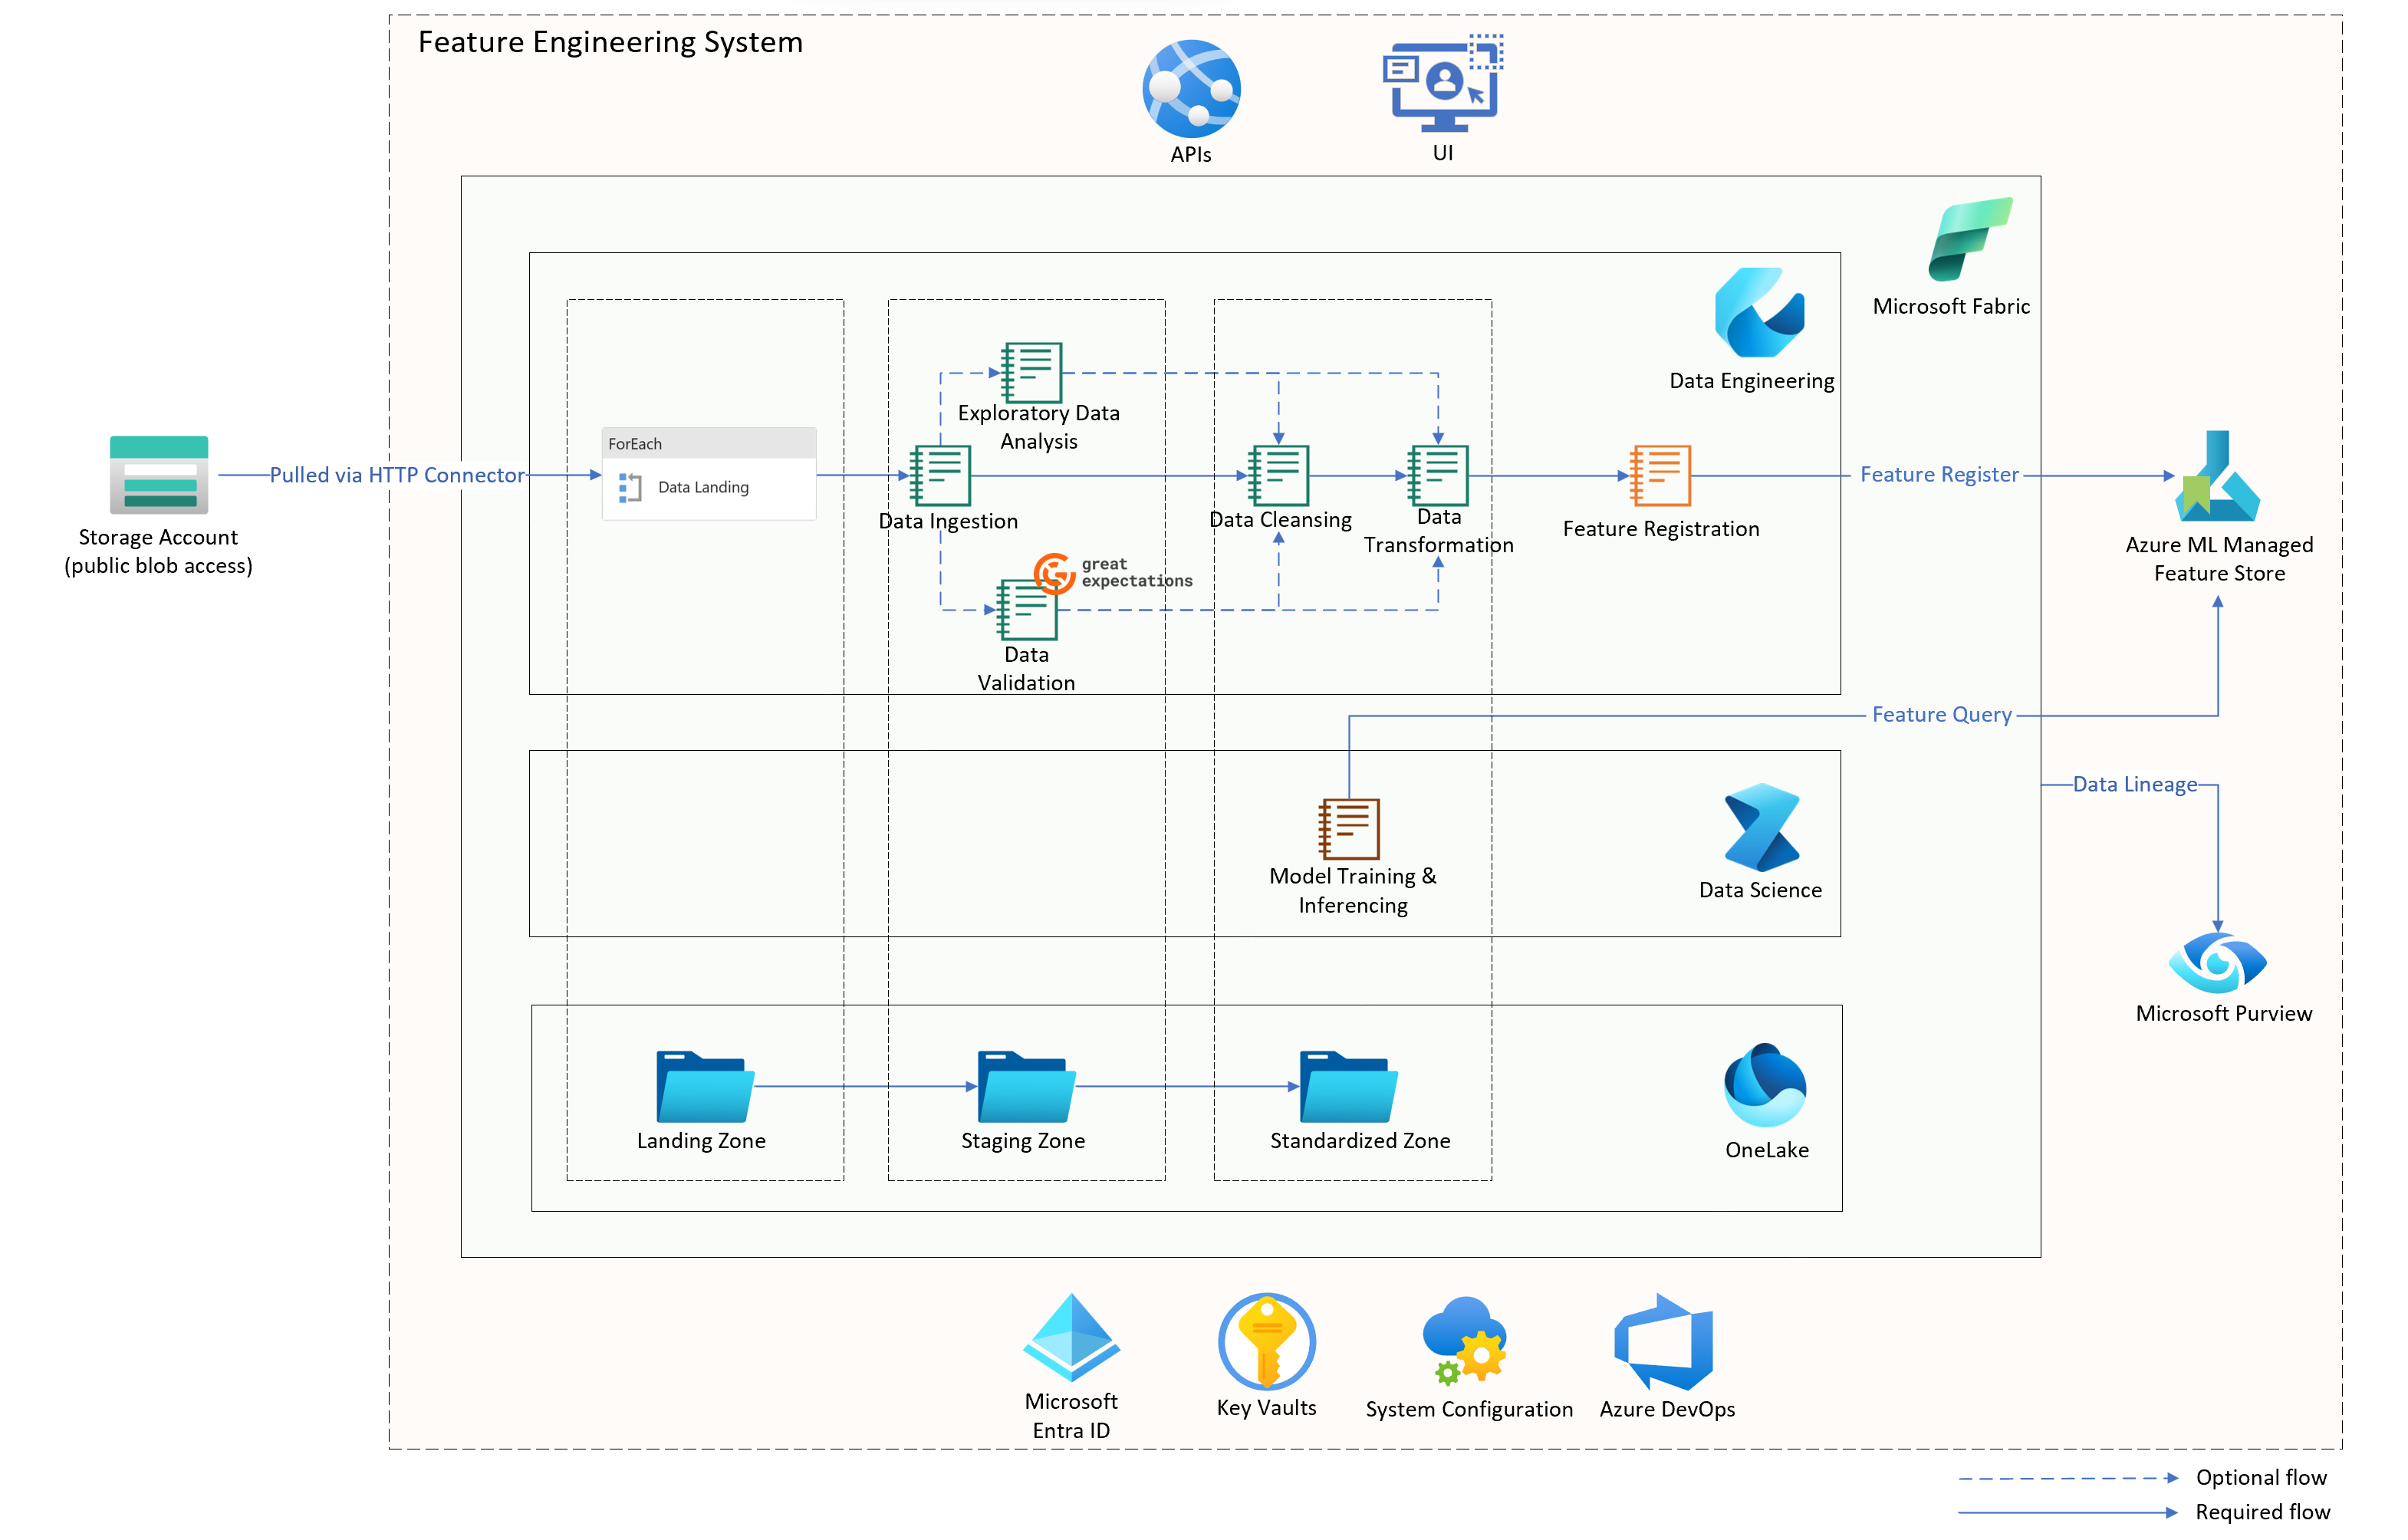 Feature Engineering System
APIs
UI
Microsoft Fabric
Data Engineering
Exploratory Data
Analysis
ForEach
Data Landing
Pulled via HTTP Connector
Storage Account
(public blob access)
Data Ingestion
Data Cleansing
Data
Transformation
Feature Registration
Feature Register
Azure ML Managed
Feature Store
great
expectations
Data
Validation
Feature Query
Data Lineage
Model Training &
Inferencing
Data Science
Microsoft Purview
Landing Zone
Staging Zone
Standardized Zone
OneLake
Microsoft
Entra ID
Key Vaults
System Configuration
Azure DevOps
Optional flow
Required flow